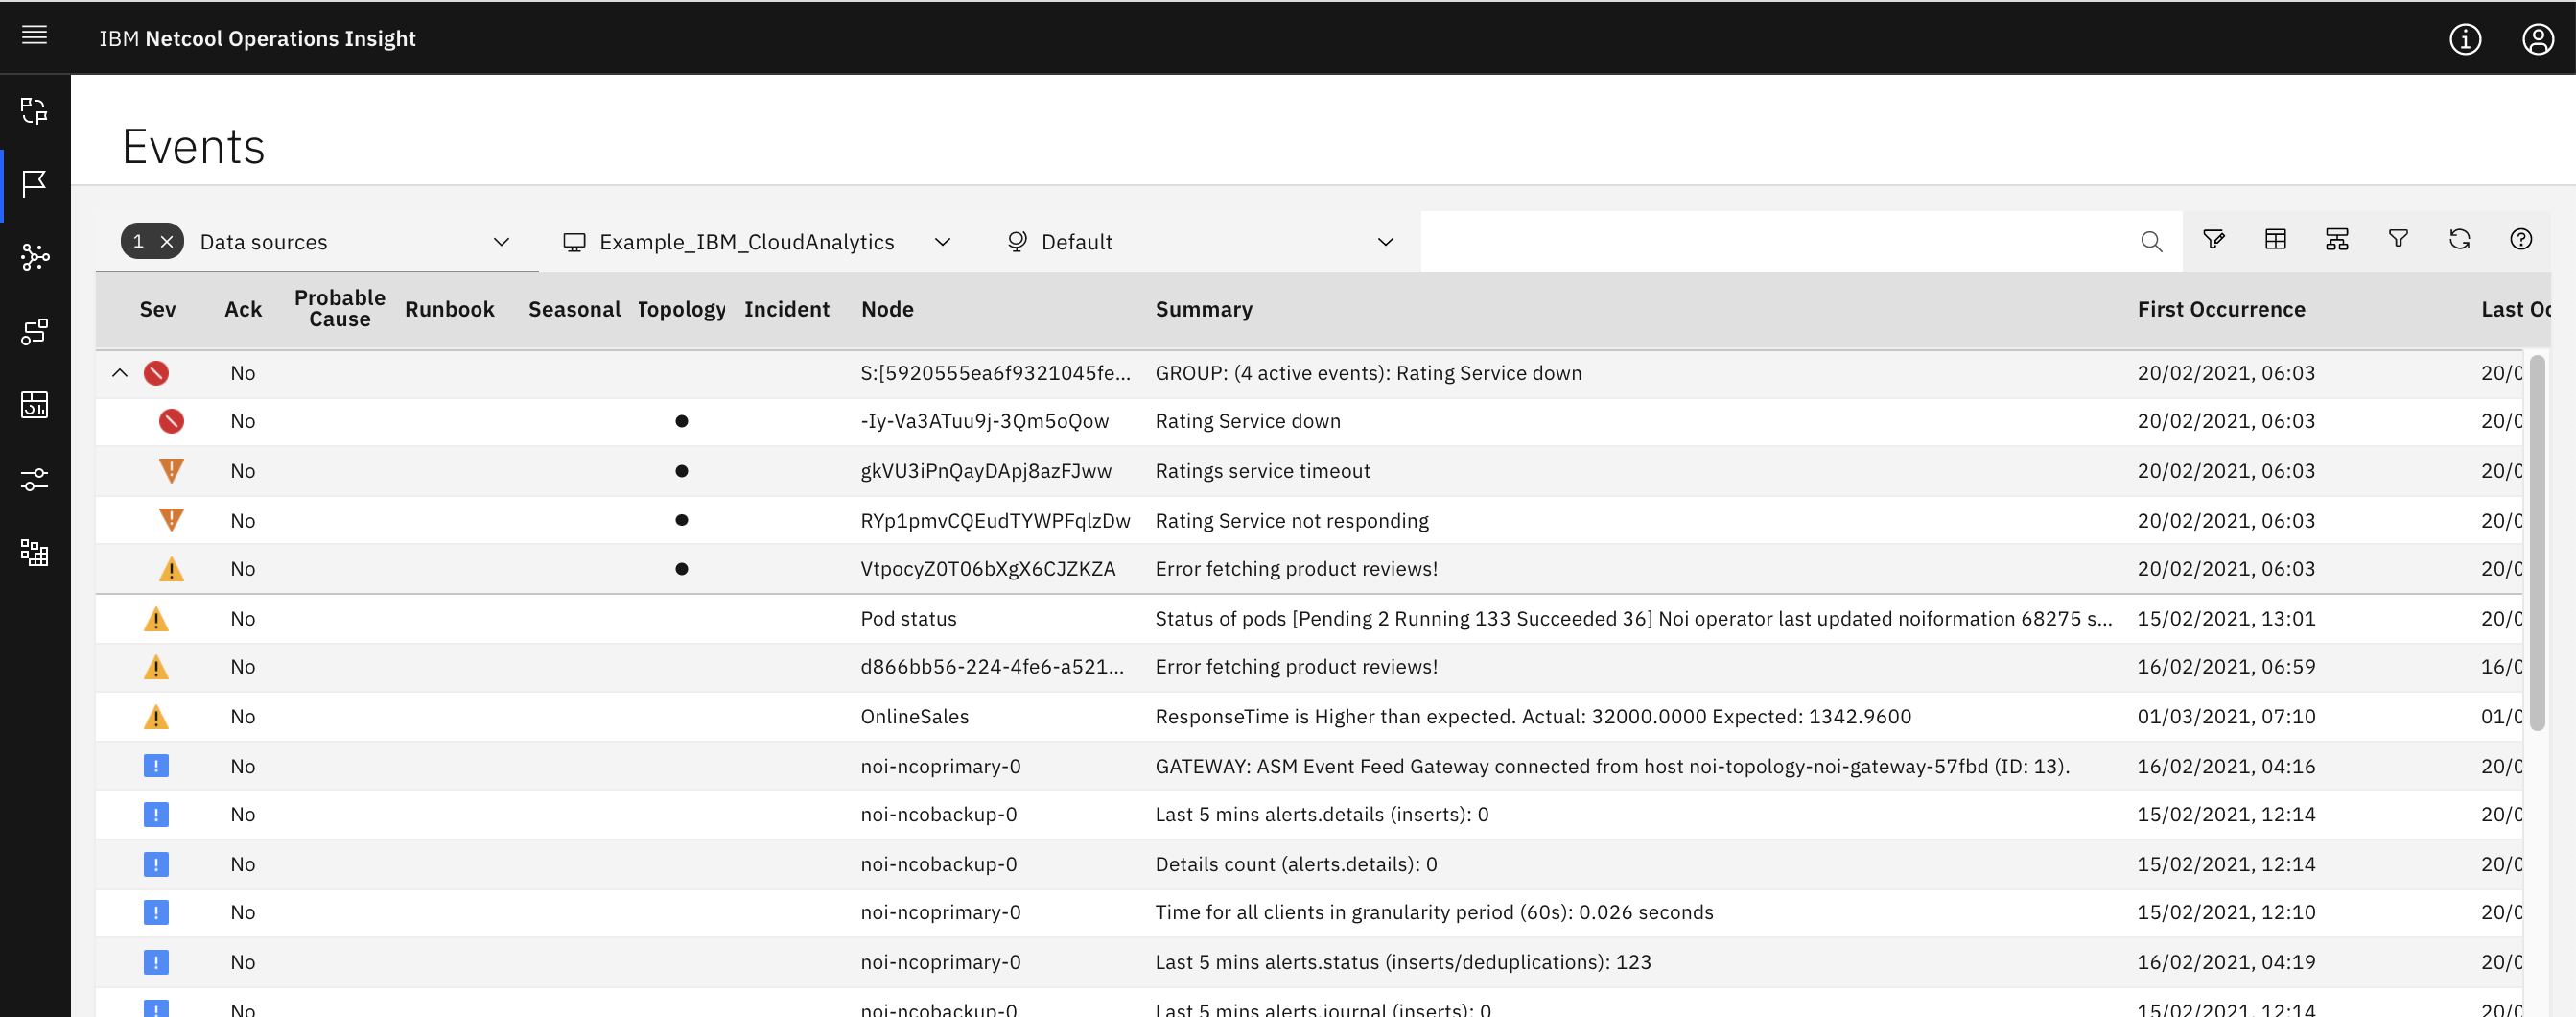 IBM Netcool Operations Insight
Events
1 Data sources Example_IBM_CloudAnalytics Default
Sev Ack Probable Cause Runbook Seasonal Topology Incident Node Summary First Occurrence Last Oc
No S:[5920555ea6f9321045fe... GROUP: (4 active events): Rating Service down 20/02/2021, 06:03 20/0
No -Iy-Va3ATuu9j-3Qm5oQow Rating Service down 20/02/2021, 06:03 20/0
No gkVU3iPnQayDApj8azFJww Ratings service timeout 20/02/2021, 06:03 20/0
No RYp1pmvCQEudTYWPFqlzDw Rating Service not responding 20/02/2021, 06:03 20/0
No VtpocyZ0T06bXgX6CJZKZA Error fetching product reviews! 20/02/2021, 06:03 20/0
No Pod status Status of pods [Pending 2 Running 133 Succeeded 36] Noi operator last updated noiformation 68275 s... 15/02/2021, 13:01 20/0
No d866bb56-224-4fe6-a521... Error fetching product reviews! 16/02/2021, 06:59 16/0
No OnlineSales ResponseTime is Higher than expected. Actual: 32000.0000 Expected: 1342.9600 01/03/2021, 07:10 01/0
No noi-ncoprimary-0 GATEWAY: ASM Event Feed Gateway connected from host noi-topology-noi-gateway-57fbd (ID: 13). 16/02/2021, 04:16 20/0
No noi-ncobackup-0 Last 5 mins alerts.details (inserts): 0 15/02/2021, 12:14 20/0
No noi-ncobackup-0 Details count (alerts.details): 0 15/02/2021, 12:14 20/0
No noi-ncoprimary-0 Time for all clients in granularity period (60s): 0.026 seconds 15/02/2021, 12:10 20/0
No noi-ncoprimary-0 Last 5 mins alerts.status (inserts/deduplications): 123 16/02/2021, 04:19 20/0
No noi-ncobackup-0 Last 5 mins alerts.journal (inserts): 0 15/02/2021, 12:14 20/0